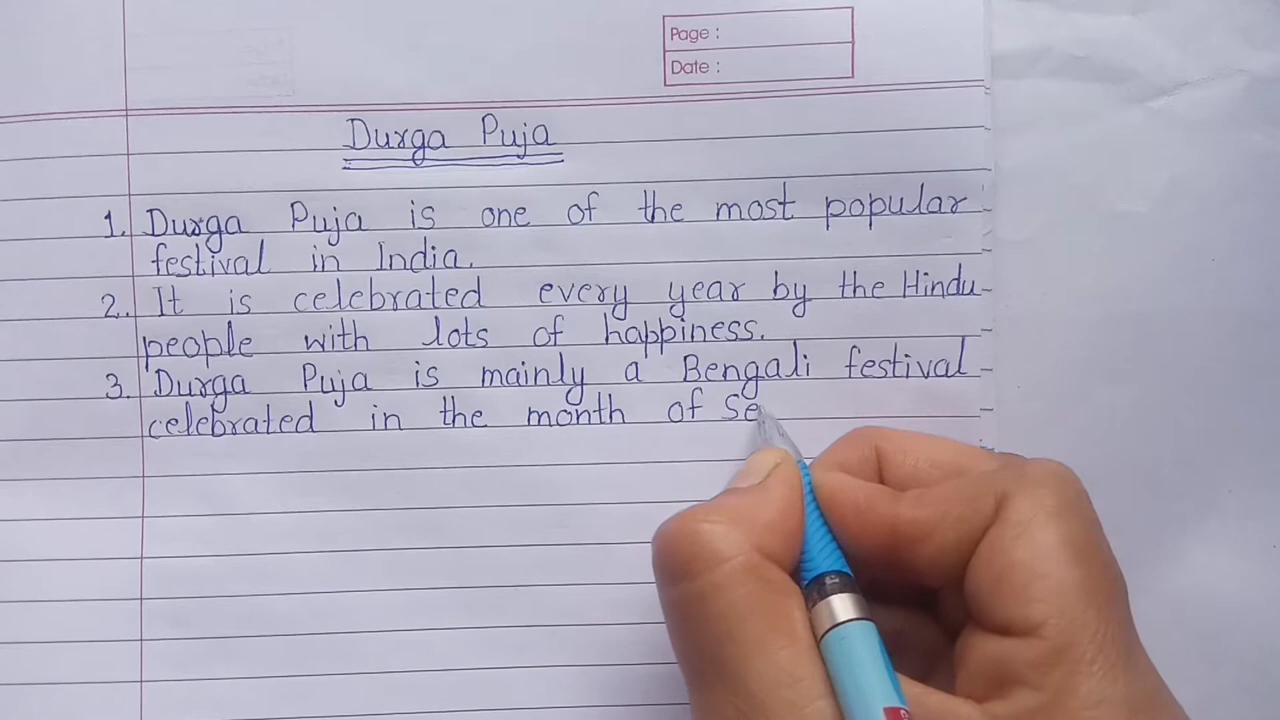 Page :
Date :
Durga Puja
1. Durga Puja is one of the most popular
festival in India.
2. It is celebrated every year by the Hindu
people with lots of happiness.
3. Durga Puja is mainly a Bengali festival
celebrated in the month of Se